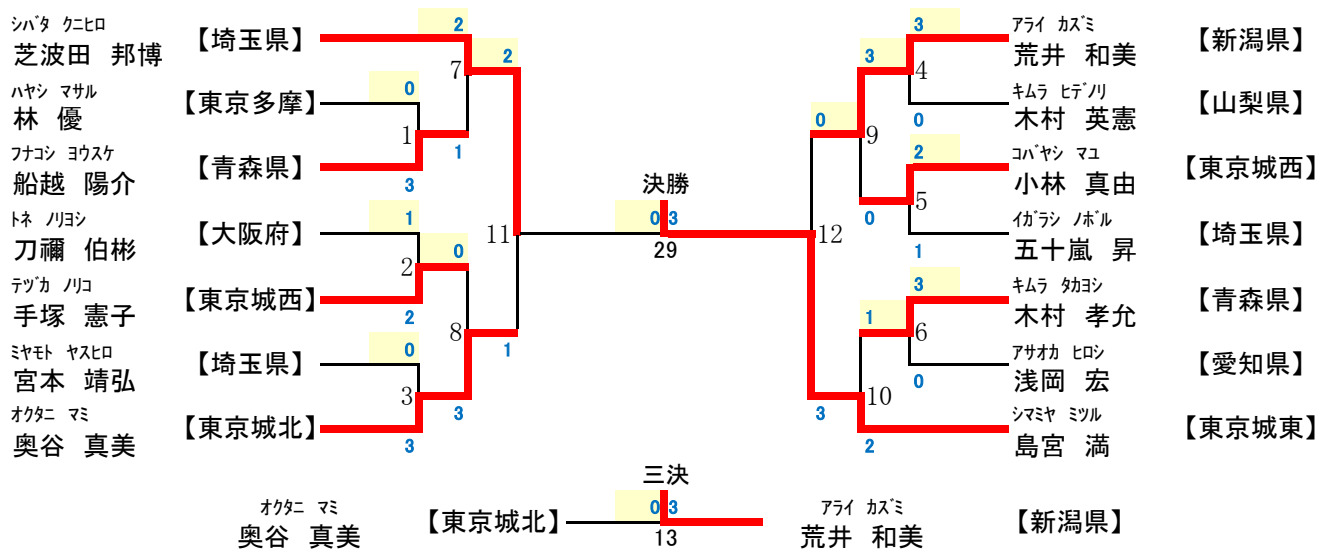 シバタ クニヒロ
芝波田 邦博 【埼玉県】 2
7 2
ハヤシ マサル
林 優 【東京多摩】 0
1
フナコシ ヨウスケ
船越 陽介 【青森県】 3
1
トネ ノリヨシ
刀禰 伯彬 【大阪府】 1
2 0
テヅカ ノリコ
手塚 憲子 【東京城西】 2
8
ミヤモト ヤスヒロ
宮本 靖弘 【埼玉県】 0
3
オクタニ マミ
奥谷 真美 【東京城北】 3
3
11 1
決勝
0 3
29
アライ カズミ
3 荒井 和美 【新潟県】
3 4
キムラ ヒデノリ
0 木村 英憲 【山梨県】
0 9
コバヤシ マユ
2 小林 真由 【東京城西】
0 5
イガラシ ノボル
1 五十嵐 昇 【埼玉県】
12
キムラ タカヨシ
3 木村 孝允 【青森県】
1 6
アサオカ ヒロシ
0 浅岡 宏 【愛知県】
3 10
シマミヤ ミツル
2 島宮 満 【東京城東】
三決
オクタニ マミ
奥谷 真美 【東京城北】
0 3
13
アライ カズミ
荒井 和美 【新潟県】